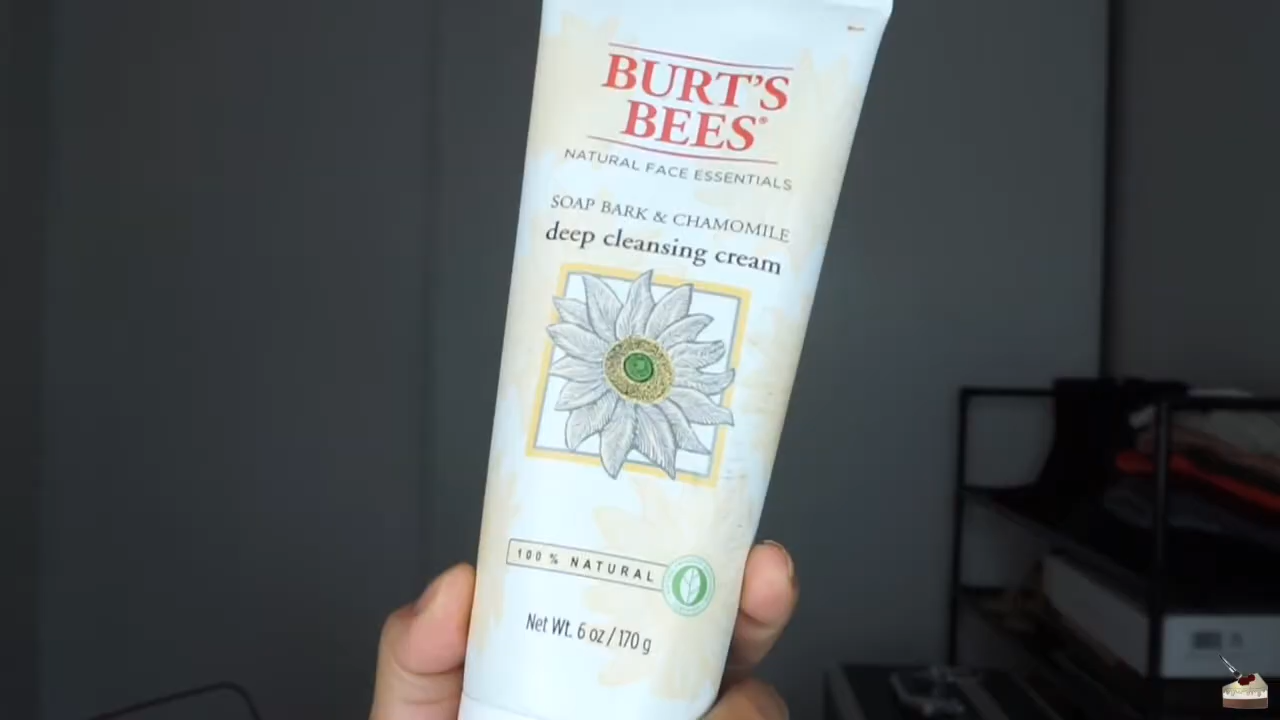 BURT'S
BEES®
NATURAL FACE ESSENTIALS
SOAP BARK & CHAMOMILE
deep cleansing cream
100% NATURAL
Net Wt. 6 oz / 170 g